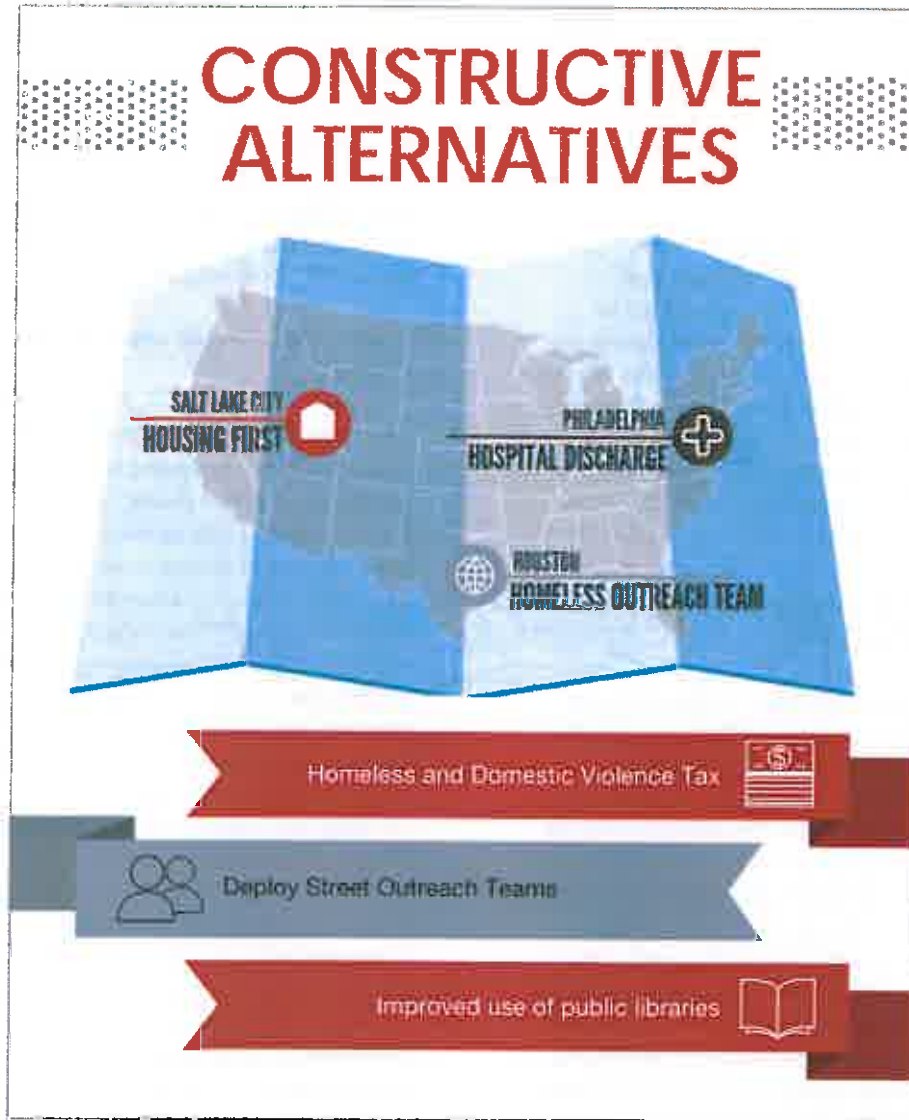 CONSTRUCTIVE
ALTERNATIVES
SALT LAKE CITY
HOUSING FIRST
PHILADELPHIA
HOSPITAL DISCHARGE
HOUSTON
HOMELESS OUTREACH TEAM
Homeless and Domestic Violence Tax
$
Deploy Street Outreach Teams
Improved use of public libraries